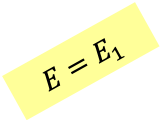 E = E₁